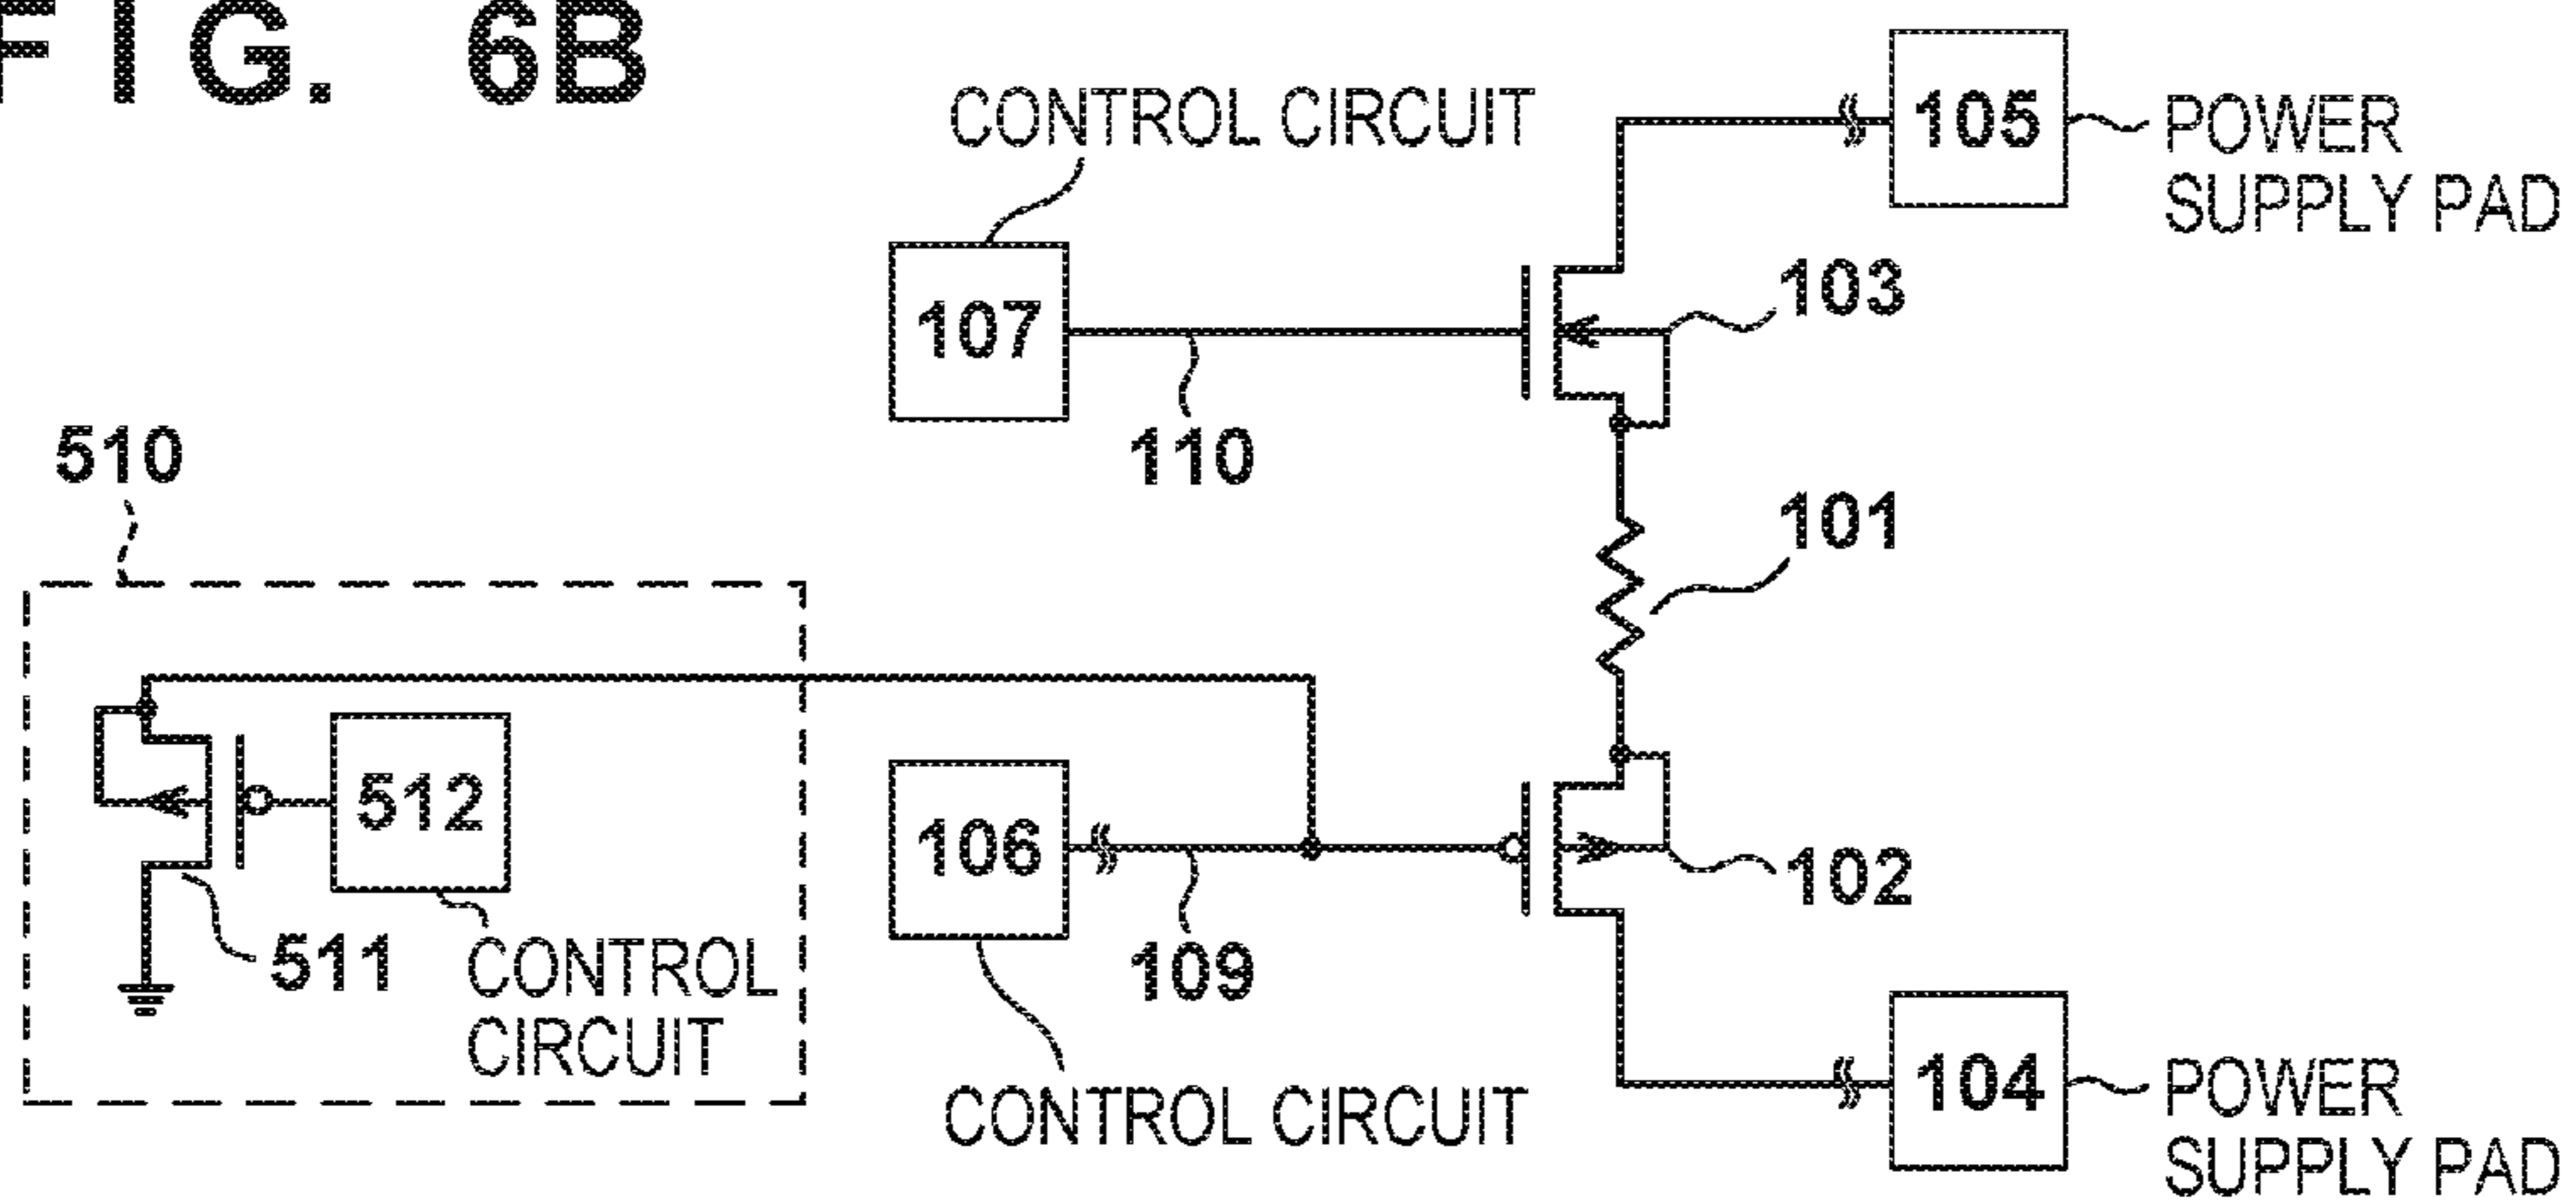 FIG. 6B
CONTROL CIRCUIT
105
POWER
SUPPLY PAD
107
103
110
510
101
512
106
102
511
CONTROL
CIRCUIT
109
CONTROL CIRCUIT
104
POWER
SUPPLY PAD